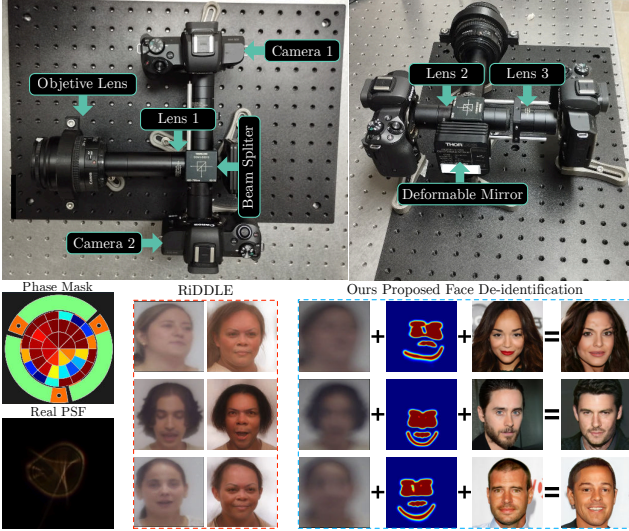 Camera 1
Objetive Lens
Lens 1
Beam Spliter
Camera 2
Lens 2
Lens 3
THOR
Deformable Mirror
Phase Mask
RiDDLE
Ours Proposed Face De-identification
+
+
=
+
+
=
+
+
=
Real PSF